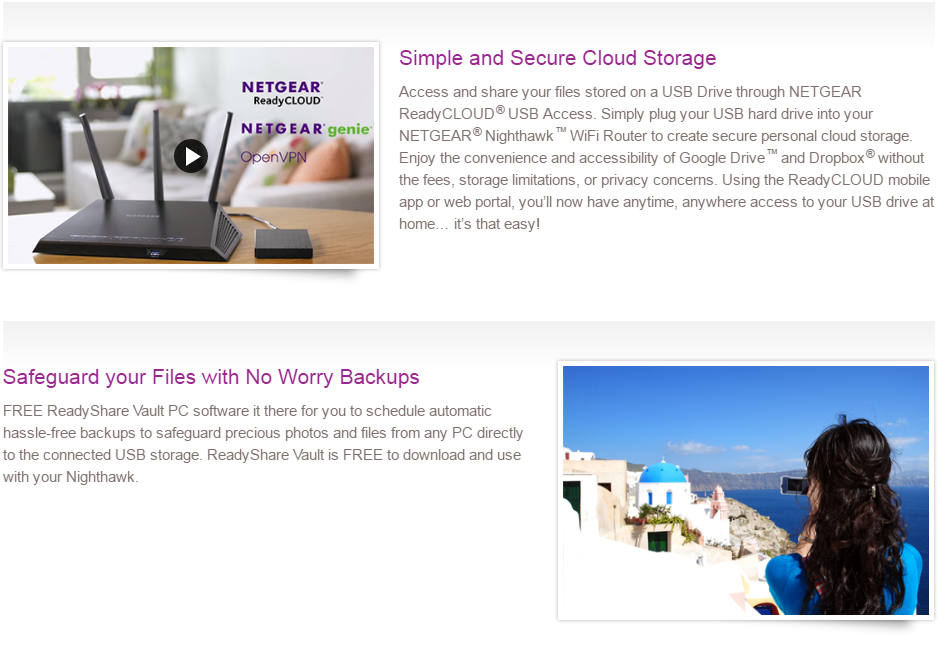 NETGEAR®
ReadyCLOUD™
NETGEAR® genie®
OpenVPN
NETGEAR
Simple and Secure Cloud Storage
Access and share your files stored on a USB Drive through NETGEAR
ReadyCLOUD® USB Access. Simply plug your USB hard drive into your
NETGEAR® Nighthawk™ WiFi Router to create secure personal cloud storage.
Enjoy the convenience and accessibility of Google Drive™ and Dropbox® without
the fees, storage limitations, or privacy concerns. Using the ReadyCLOUD mobile
app or web portal, you’ll now have anytime, anywhere access to your USB drive at
home… it’s that easy!
Safeguard your Files with No Worry Backups
FREE ReadyShare Vault PC software it there for you to schedule automatic
hassle-free backups to safeguard precious photos and files from any PC directly
to the connected USB storage. ReadyShare Vault is FREE to download and use
with your Nighthawk.